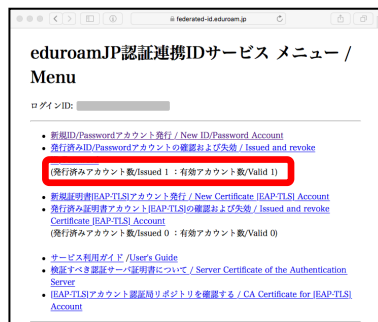 federated-id.eduroam.jp
eduroamJP認証連携IDサービス メニュー /
Menu
ログインID:
新規ID/Passwordアカウント発行 / New ID/Password Account
発行済みID/Passwordアカウントの確認および失効 / Issued and revoke
(発行済みアカウント数/Issued 1 ：有効アカウント数/Valid 1)
新規証明書[EAP-TLS]アカウント発行 / New Certificate [EAP-TLS] Account
発行済み証明書アカウント[EAP-TLS]の確認および失効 / Issued and revoke
Certificate [EAP-TLS] Account
(発行済みアカウント数/Issued 0 ：有効アカウント数/Valid 0)
サービス利用ガイド /User's Guide
検証すべき認証サーバ証明書について / Server Certificate of the Authentication
Server
[EAP-TLS]アカウント認証局リポジトリを確認する / CA Certificate for [EAP-TLS]
Account